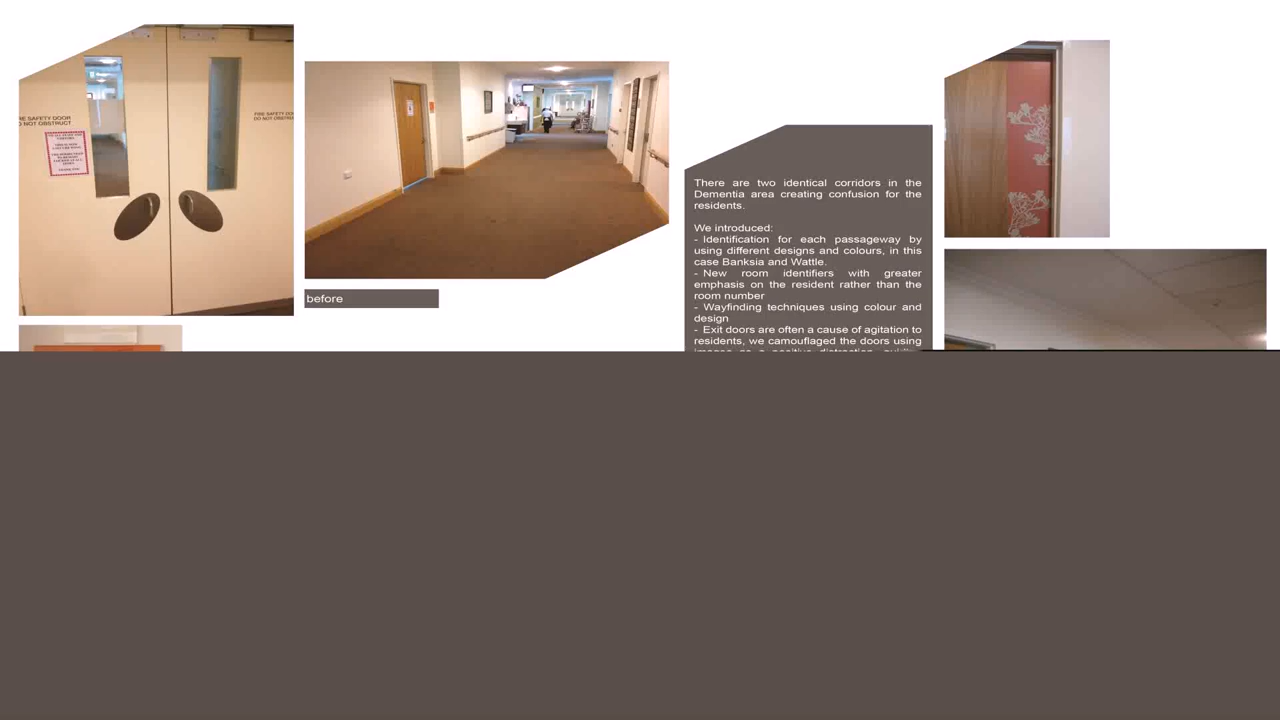 FIRE SAFETY DOOR
DO NOT OBSTRUCT
before
There are two identical corridors in the
Dementia area creating confusion for the
residents.
We introduced:
- Identification for each passageway by
using different designs and colours, in this
case Banksia and Wattle.
- New room identifiers with greater
emphasis on the resident rather than the
room number
- Wayfinding techniques using colour and
design
- Exit doors are often a cause of agitation to
residents, we camouflaged the doors using